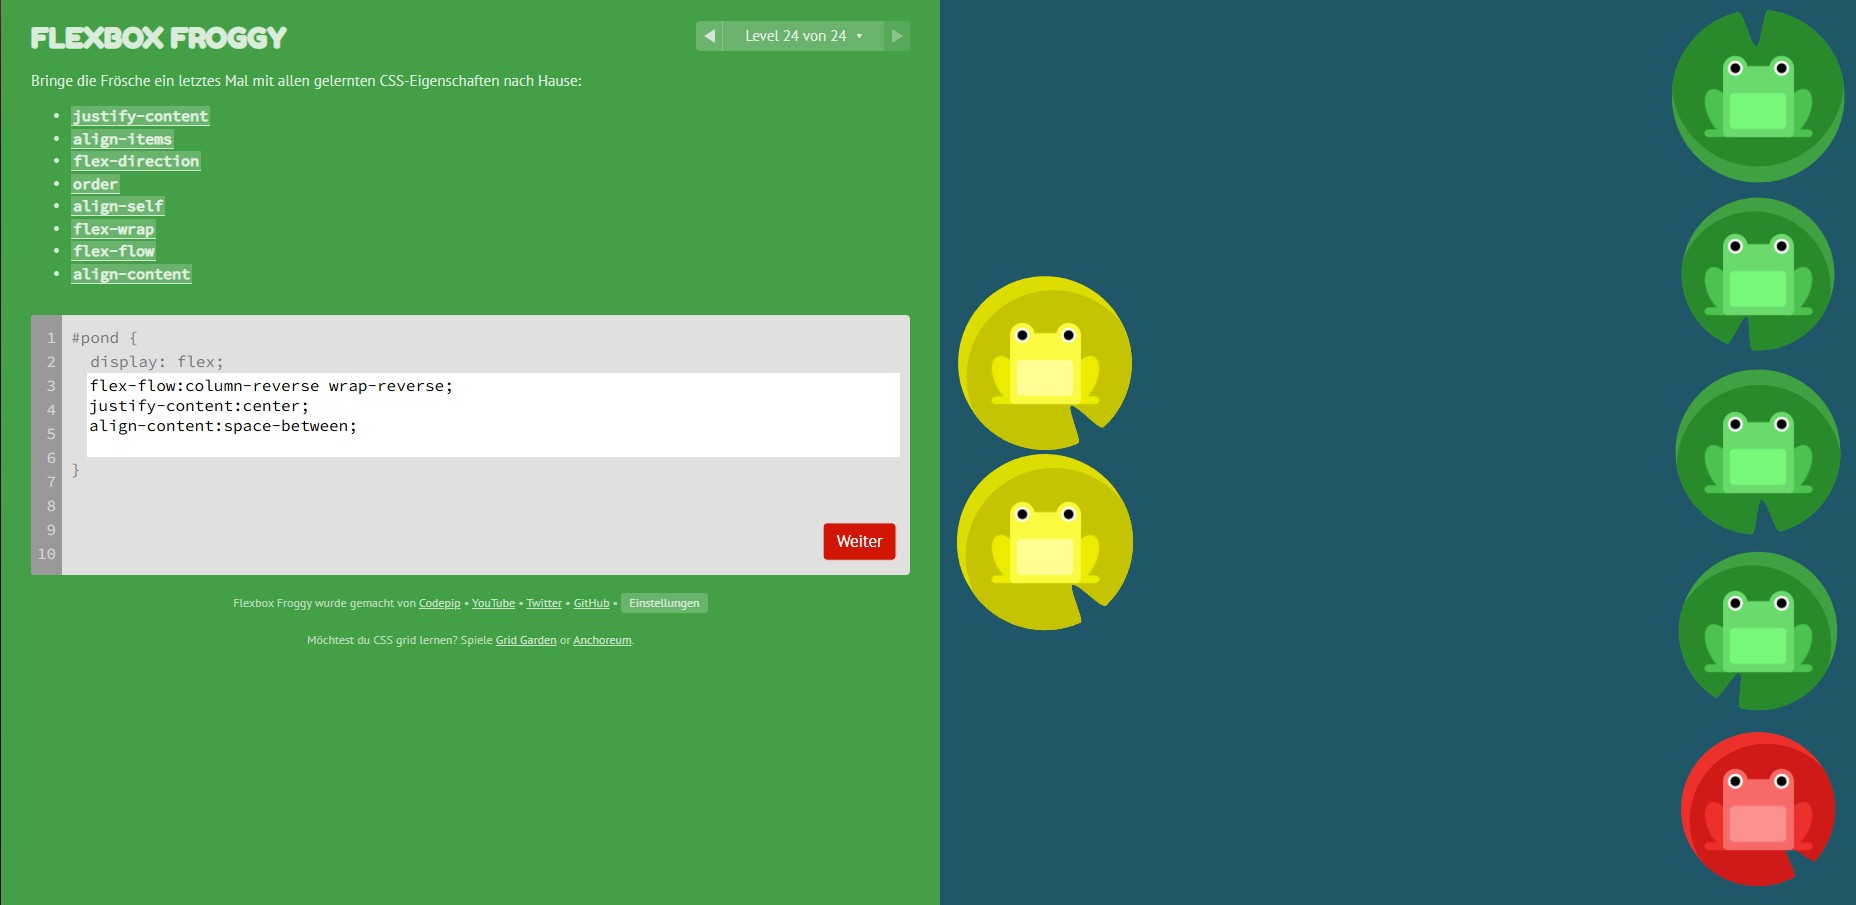 FLEXBOX FROGGY
Level 24 von 24
Bringe die Frösche ein letztes Mal mit allen gelernten CSS-Eigenschaften nach Hause:
justify-content
align-items
flex-direction
order
align-self
flex-wrap
flex-flow
align-content
1 #pond {
2 display: flex;
3 flex-flow:column-reverse wrap-reverse;
4 justify-content:center;
5 align-content:space-between;
6 }
7
8
9
10
Weiter
Flexbox Froggy wurde gemacht von Codepip • YouTube • Twitter • GitHub • Einstellungen
Möchtest du CSS grid lernen? Spiele Grid Garden or Anchoreum.